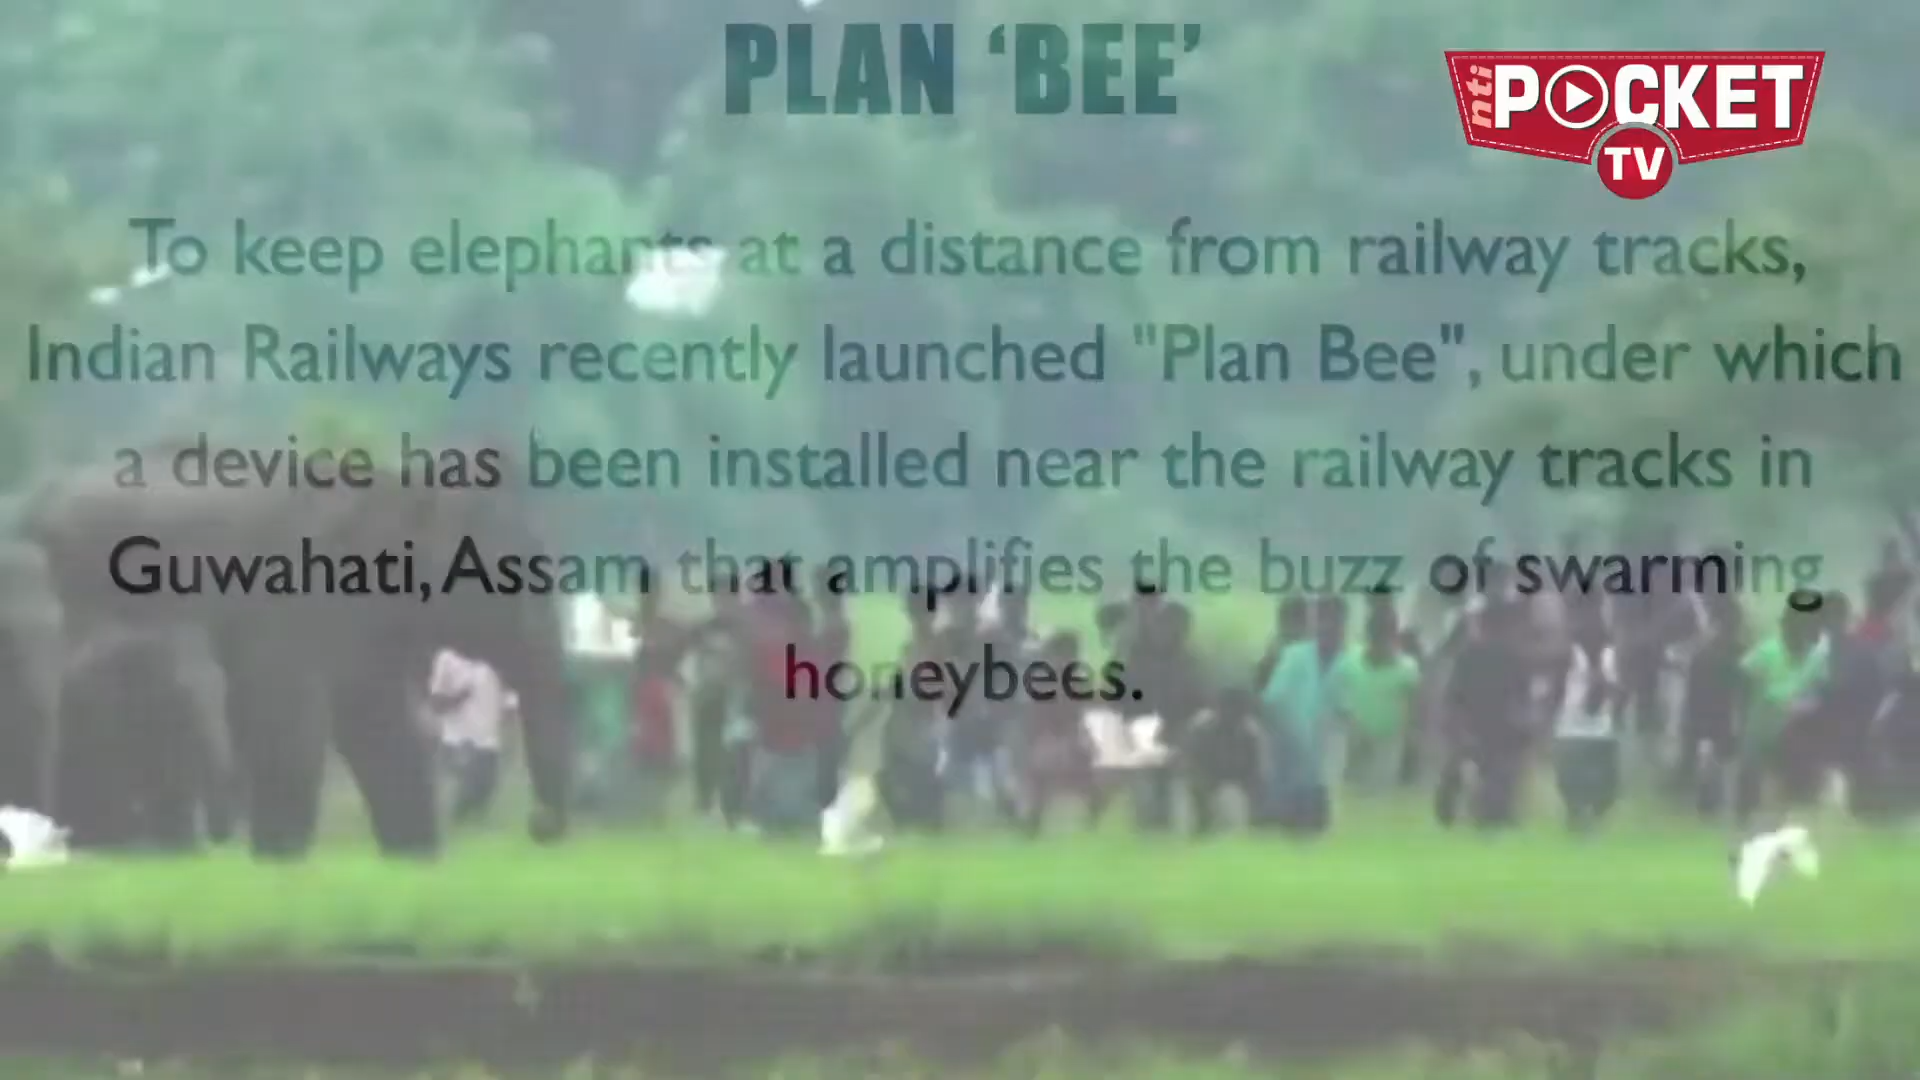 PLAN ‘BEE’
nti POCKET
TV
To keep elephants at a distance from railway tracks,
Indian Railways recently launched "Plan Bee", under which
a device has been installed near the railway tracks in
Guwahati, Assam that amplifies the buzz of swarming
honeybees.